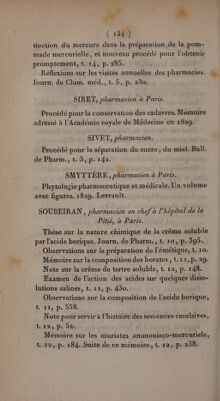 ( 134 )
tinction du mercure dans la préparation de la pom-
made mercurielle, et nouveau procédé pour l'obtenir
promptement, t. 14, p. 285.
Réflexions sur les visites annuelles des pharmacies.
Journ. de Chim. méd., t. 5, p. 230.
SIRET, pharmacien à Paris.
Procédé pour la conservation des cadavres. Mémoire
adressé à l'Académie royale de Médecine en 1829.
SIVET, pharmacien.
Procédé pour la séparation du sucre, du miel. Bull.
de Pharm., t. 3, p. 142.
SMYTTÈRE, pharmacien à Paris.
Phytologie pharmaceutique et médicale. Un volume
avec figures. 1829. Levrault.
SOUBEIRAN, pharmacien en chef à l'hôpital de la
Pitié, à Paris.
Thèse sur la nature chimique de la crème soluble
par l'acide borique. Journ. de Pharm., t. 10, p. 395.
Observations sur la préparation de l'émétique, t. 10.
Mémoire sur la composition des borates, t. 11, p. 29.
Note sur la crème de tartre soluble, t. 12, p. 148.
Examen de l'action des acides sur quelques disso-
lutions salines, t. 11, p. 430.
Observations sur la composition de l'acide borique,
t. 11, p. 558.
Note pour servir à l'histoire des semences émulsives,
t. 12, p. 52.
Mémoire sur les muriates ammonisco-mercuriels,
t. 12, p. 184. Suite de ce mémoire, t. 12, p. 238.